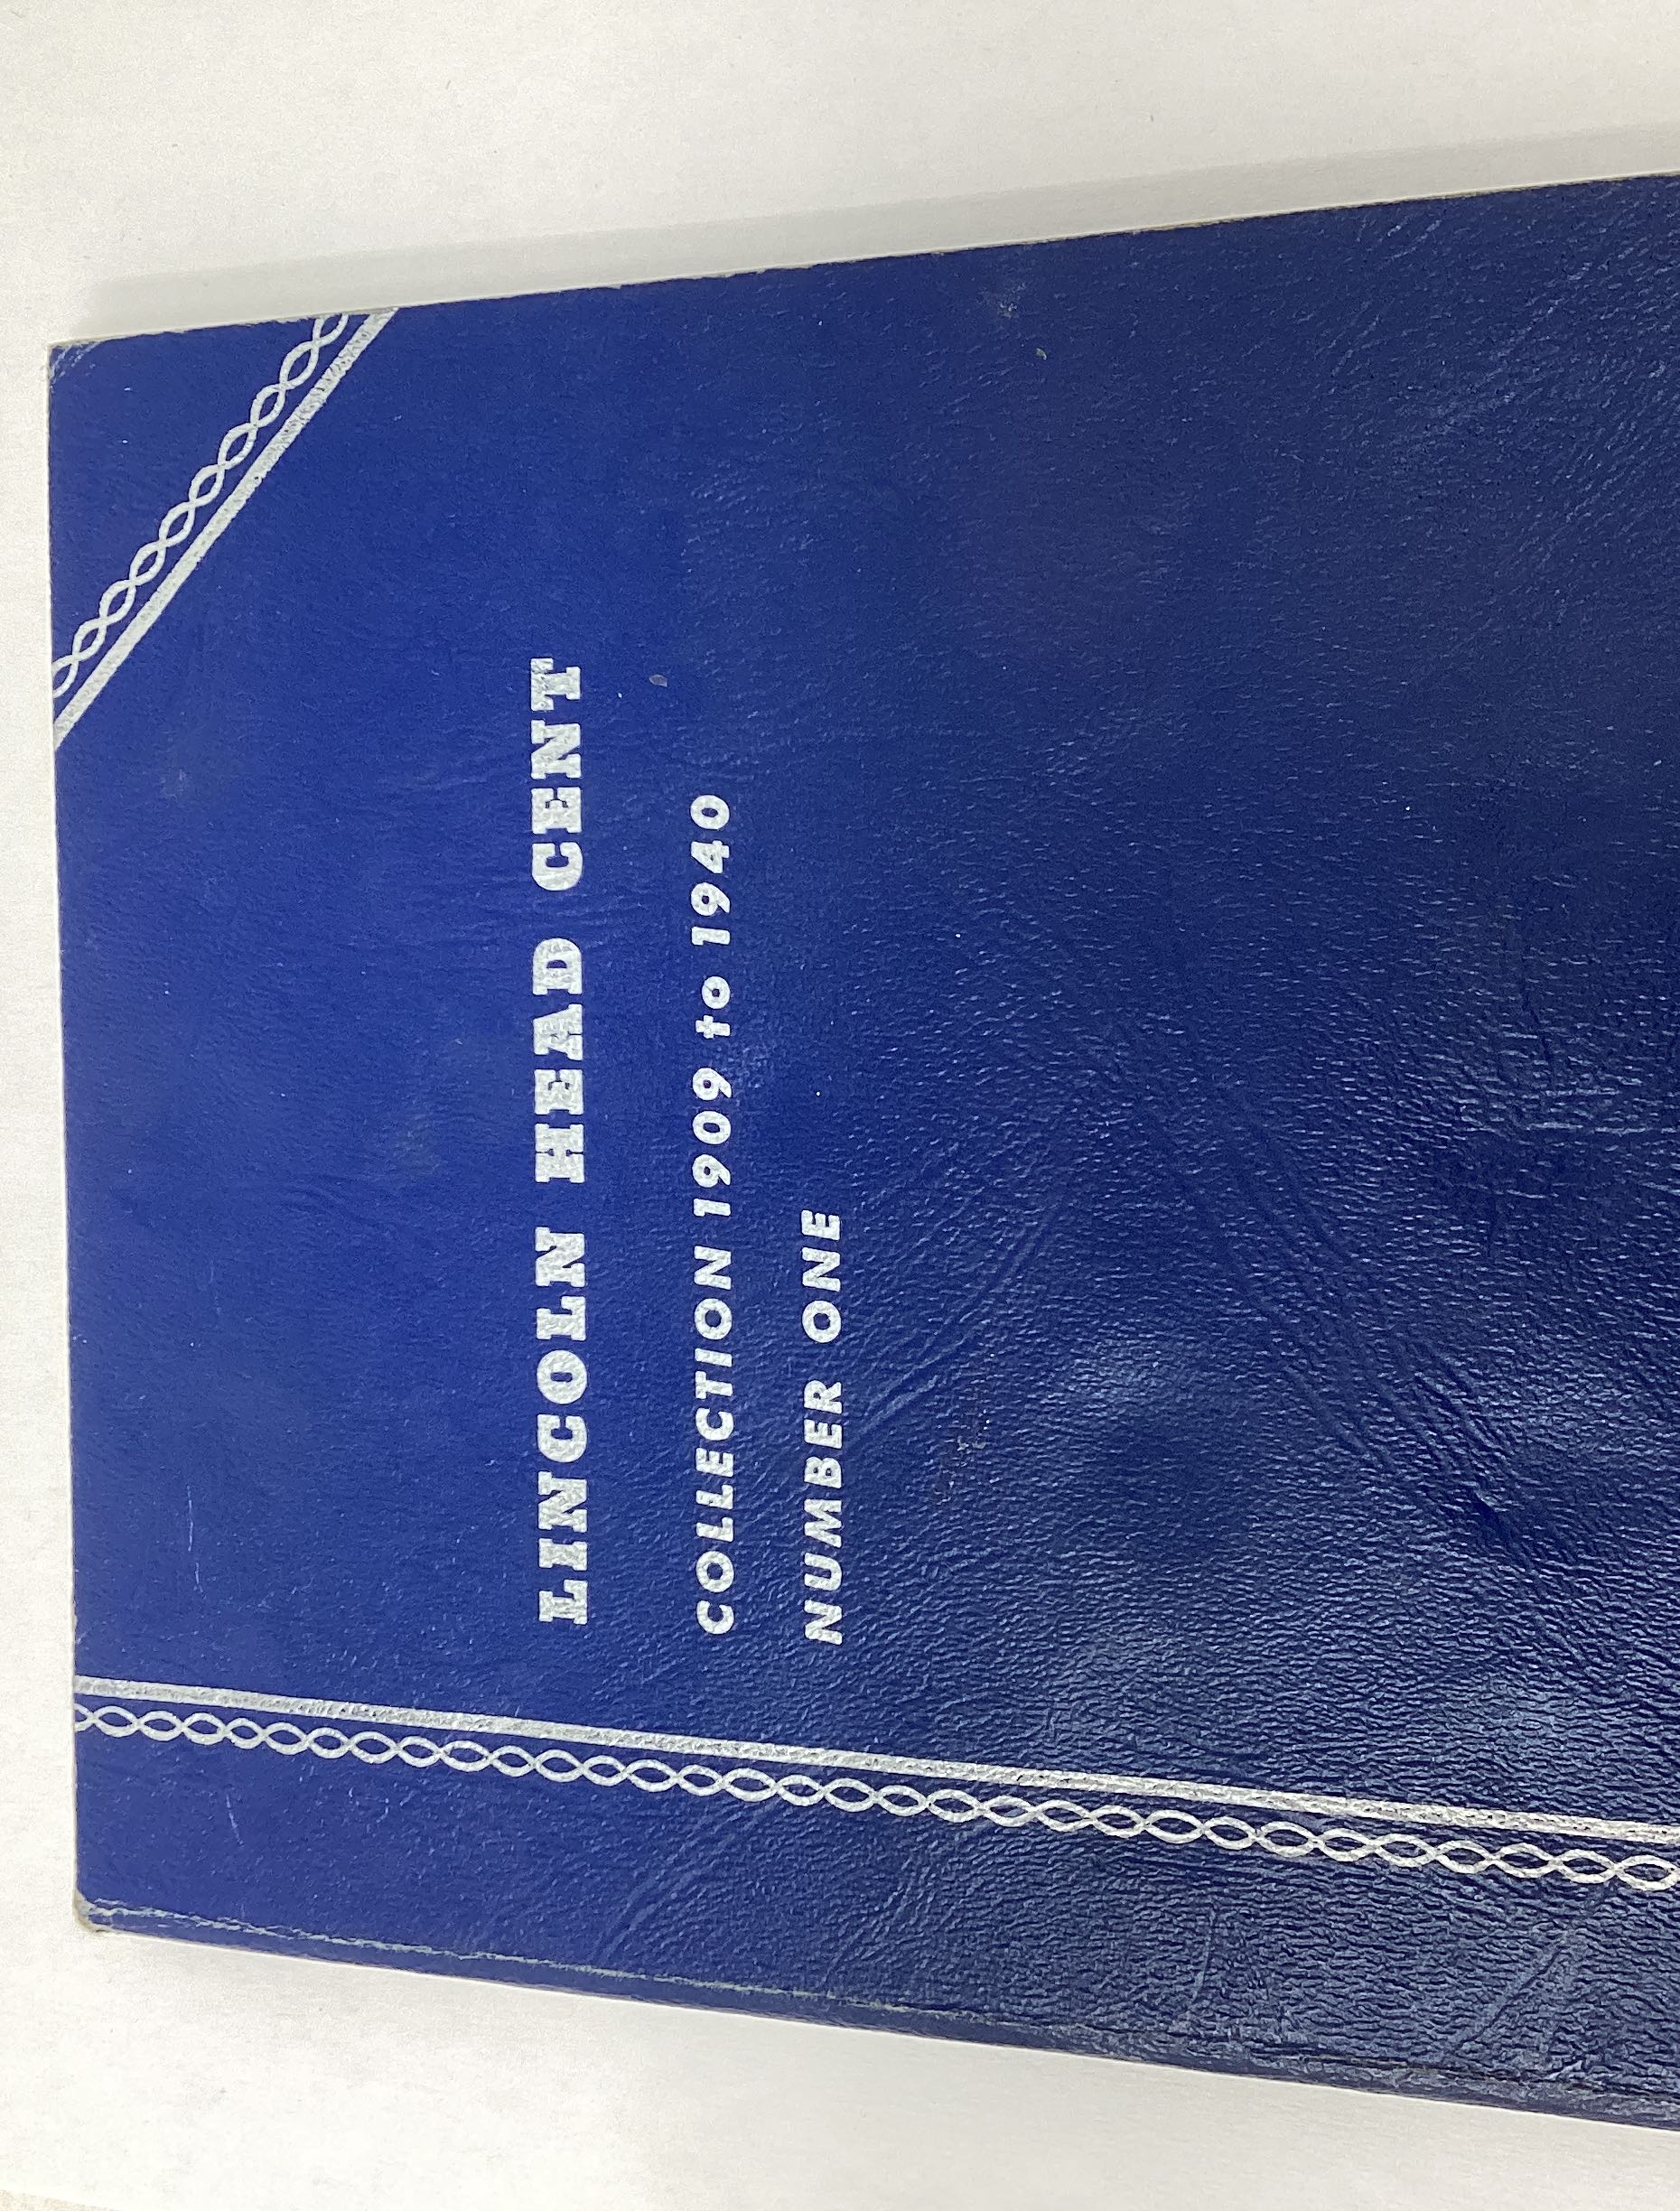 LINCOLN HEAD CENT
COLLECTION 1909 to 1940
NUMBER ONE